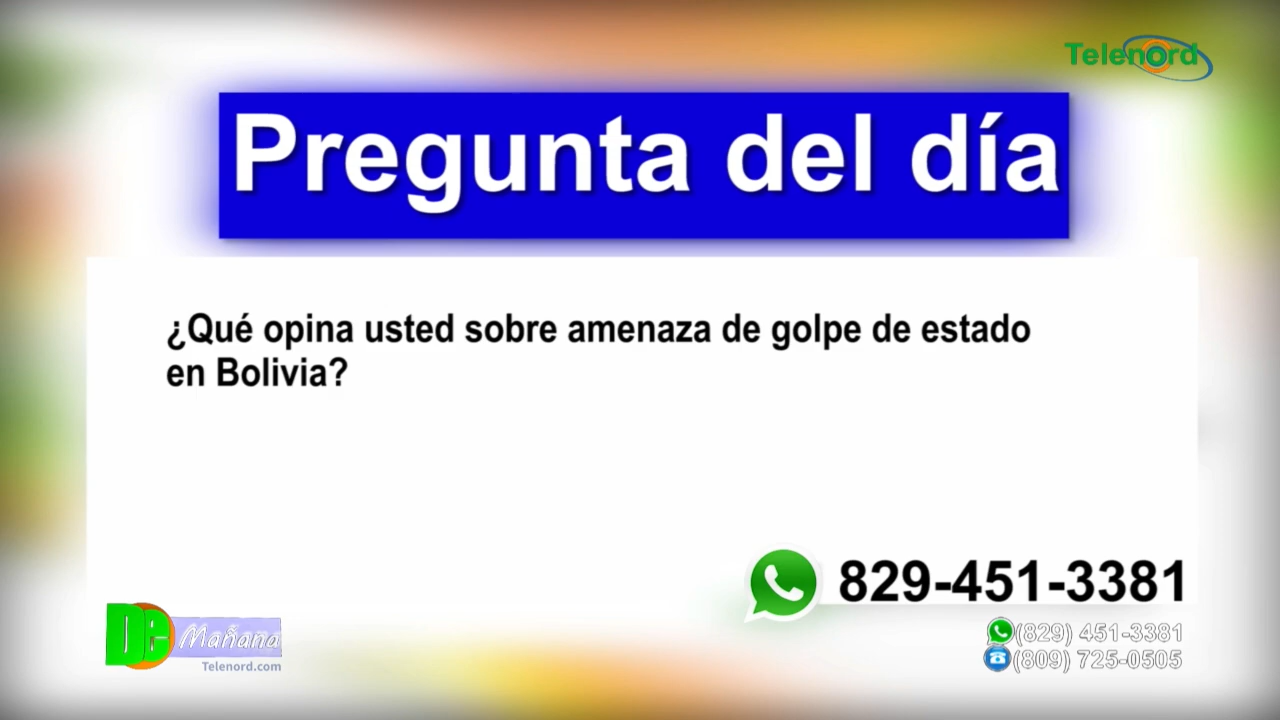 Telenord
Pregunta del día
¿Qué opina usted sobre amenaza de golpe de estado
en Bolivia?
829-451-3381
De Mañana
Telenord.com
(829) 451-3381
(809) 725-0505